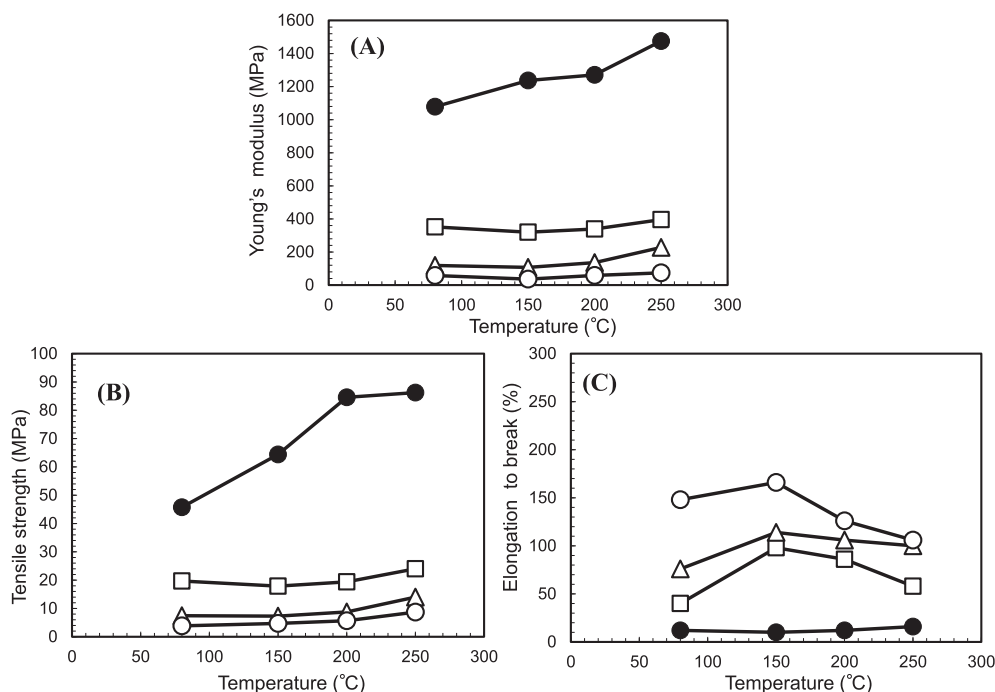 (A)
Young's modulus (MPa)
1600
1400
1200
1000
800
600
400
200
0
0 50 100 150 200 250 300
Temperature (°C)
(B)
Tensile strength (MPa)
100
90
80
70
60
50
40
30
20
10
0
0 50 100 150 200 250 300
Temperature (°C)
(C)
Elongation to break (%)
300
250
200
150
100
50
0
0 50 100 150 200 250 300
Temperature (°C)